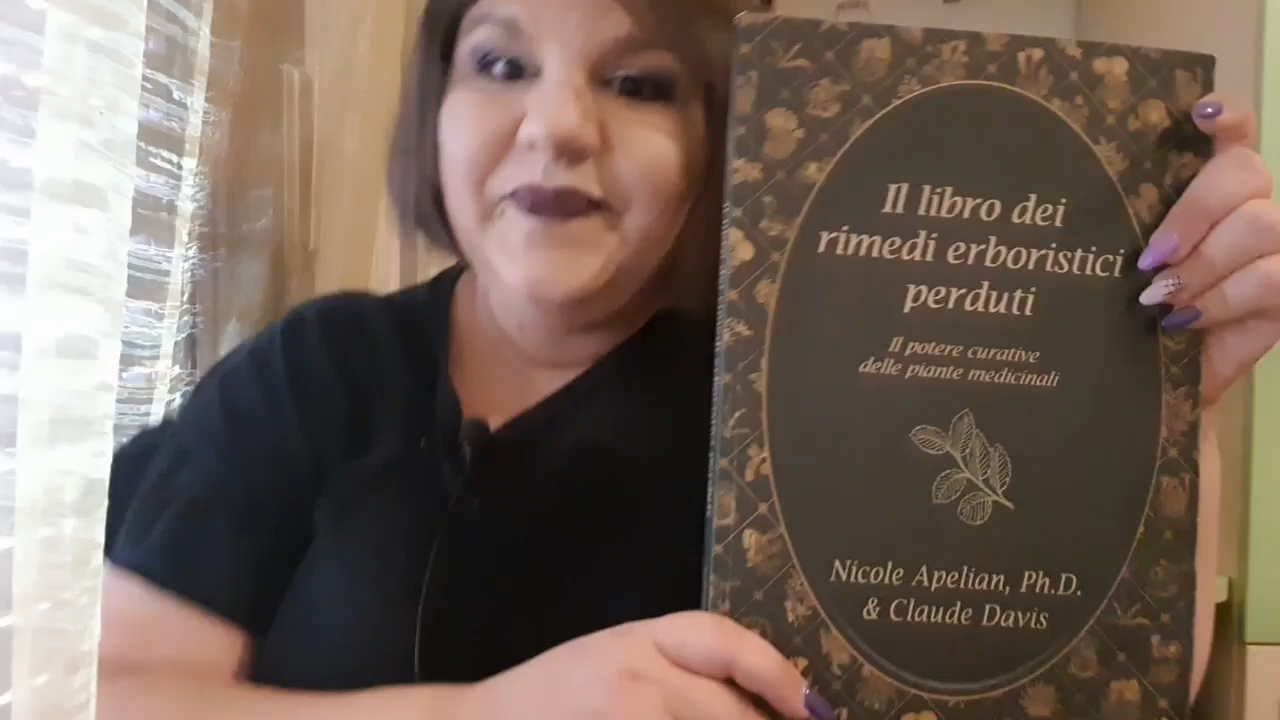 Il libro dei
rimedi erboristici
perduti
Il potere curative
delle piante medicinali
Nicole Apelian, Ph.D.
& Claude Davis